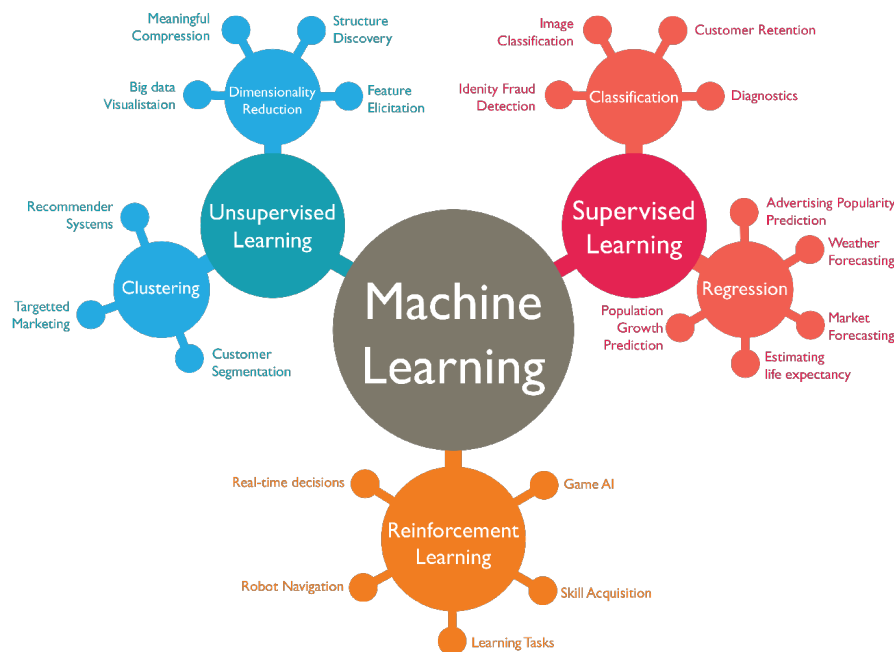 Machine
Learning
Unsupervised
Learning
Dimensionality
Reduction
Meaningful
Compression
Structure
Discovery
Big data
Visualistaion
Feature
Elicitation
Clustering
Recommender
Systems
Targetted
Marketing
Customer
Segmentation
Supervised
Learning
Classification
Image
Classification
Customer Retention
Idenity Fraud
Detection
Diagnostics
Regression
Advertising Popularity
Prediction
Weather
Forecasting
Population
Growth
Prediction
Market
Forecasting
Estimating
life expectancy
Reinforcement
Learning
Real-time decisions
Game AI
Robot Navigation
Skill Acquisition
Learning Tasks